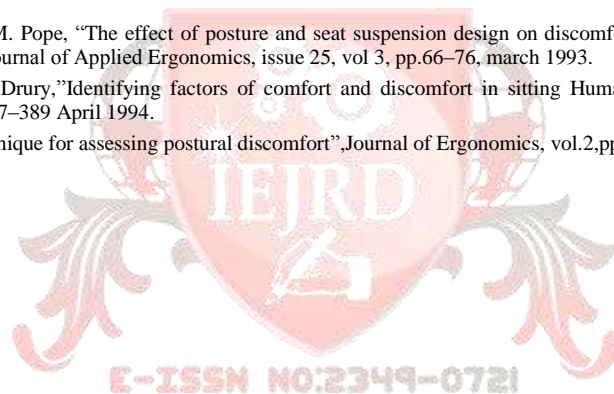 M. Pope, “The effect of posture and seat suspension design on discomf
ournal of Applied Ergonomics, issue 25, vol 3, pp.66–76, march 1993.
Drury,”Identifying factors of comfort and discomfort in sitting Huma
7–389 April 1994.
nique for assessing postural discomfort”,Journal of Ergonomics, vol.2,pp
IEJRD
E-ISSN NO:2349-0721